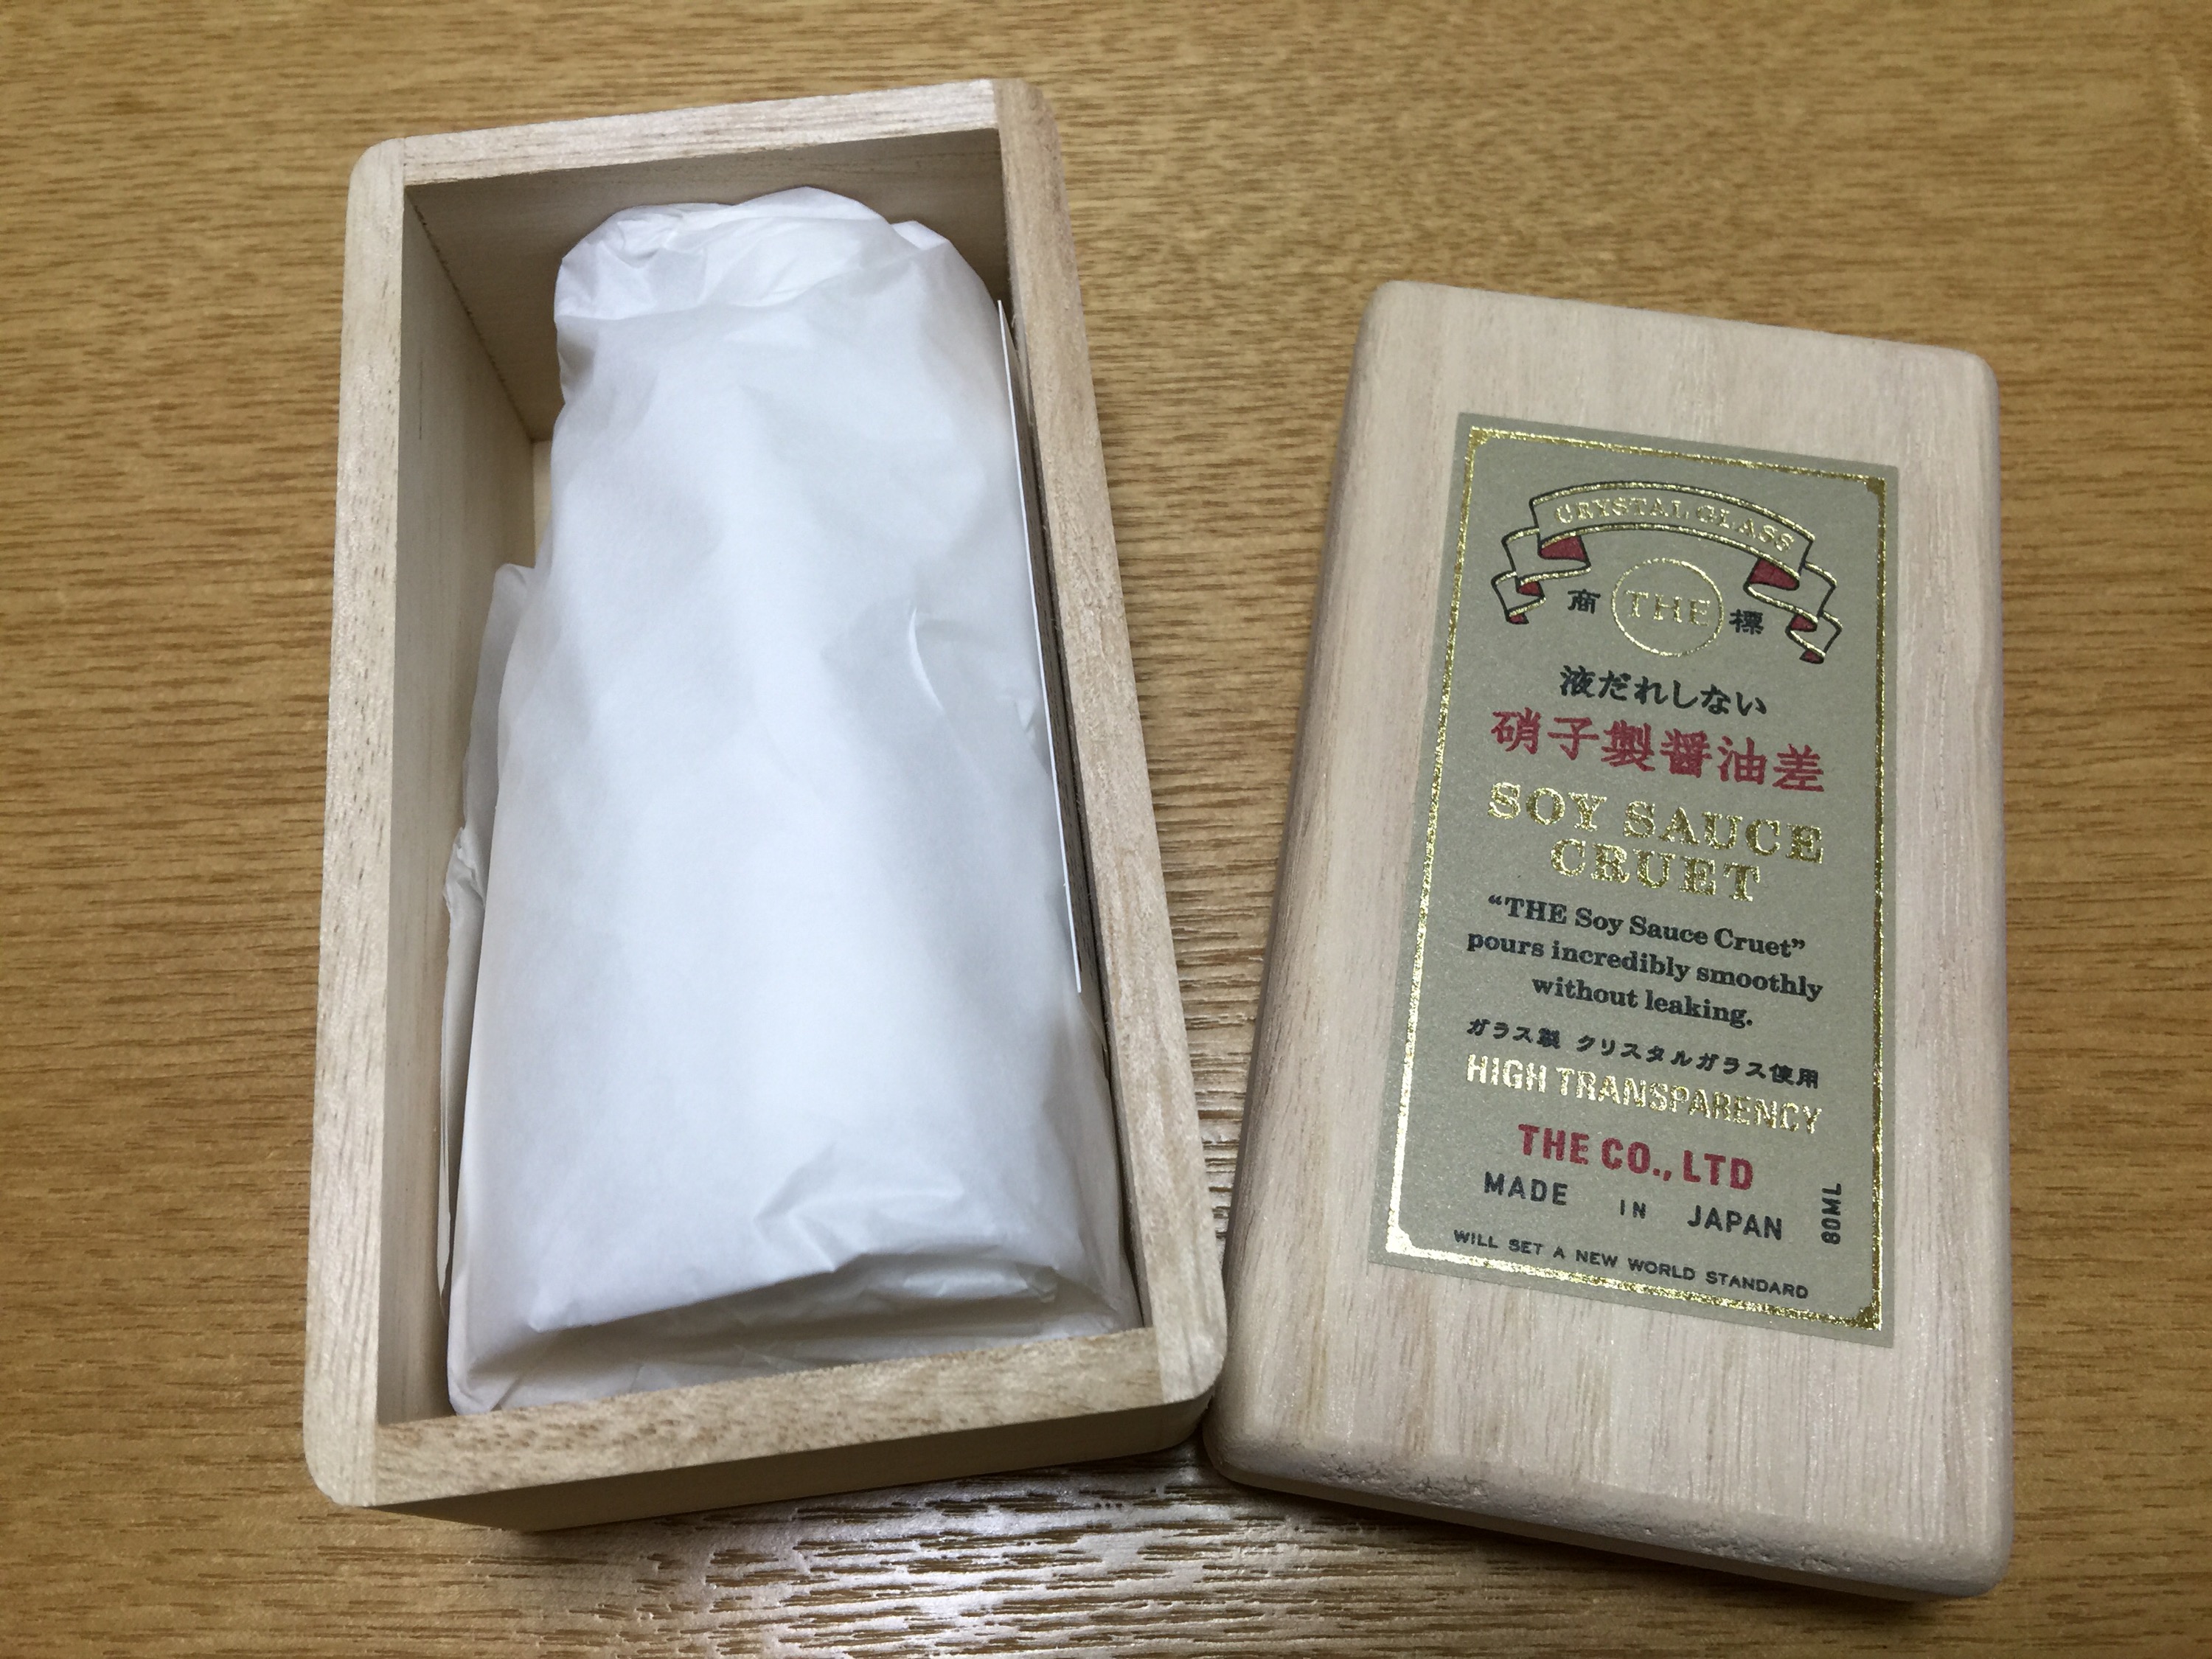 CRYSTAL GLASS
商 THE 標
液だれしない
硝子製醤油差
SOY SAUCE
CRUET
“THE Soy Sauce Cruet”
pours incredibly smoothly
without leaking.
ガラス製 クリスタルガラス使用
HIGH TRANSPARENCY
THE CO., LTD
MADE IN JAPAN
80ML
WILL SET A NEW WORLD STANDARD